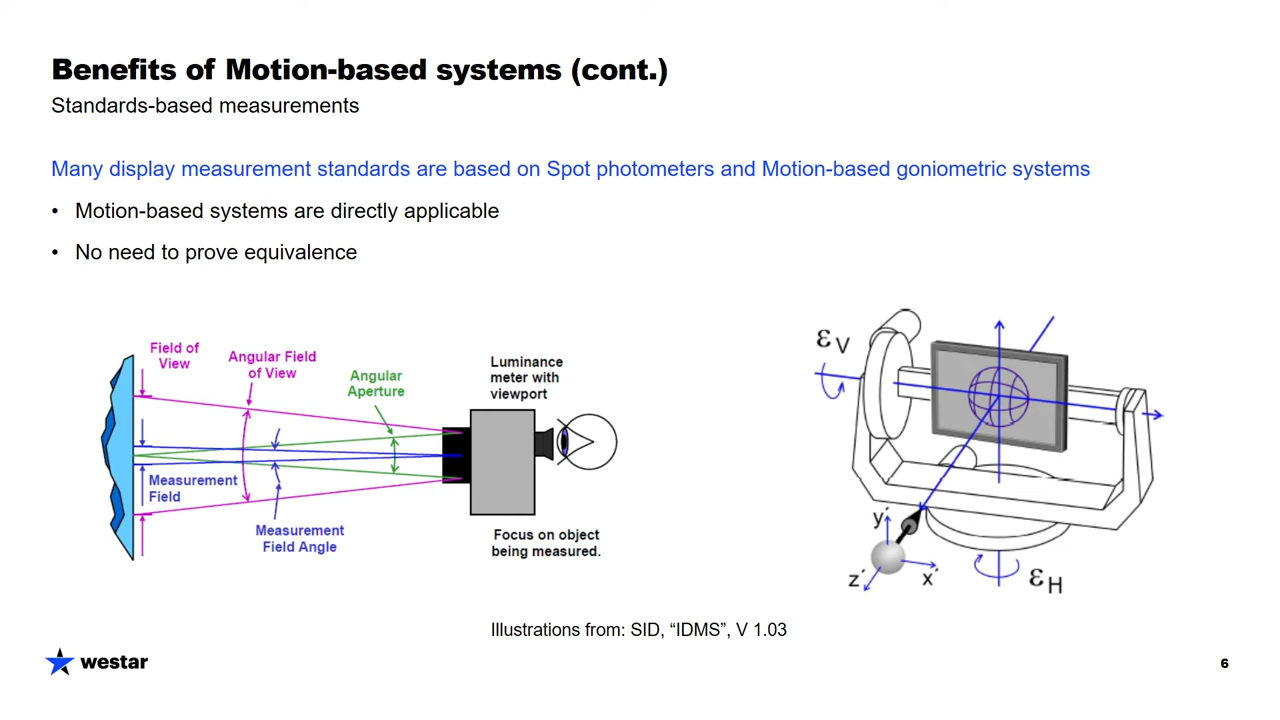 Benefits of Motion-based systems (cont.)
Standards-based measurements
Many display measurement standards are based on Spot photometers and Motion-based goniometric systems
• Motion-based systems are directly applicable
• No need to prove equivalence
Field of
View
Angular Field
of View
Angular
Aperture
Luminance
meter with
viewport
Measurement
Field
Measurement
Field Angle
Focus on object
being measured.
εV
y´
z´
x´
εH
Illustrations from: SID, “IDMS”, V 1.03
westar
6